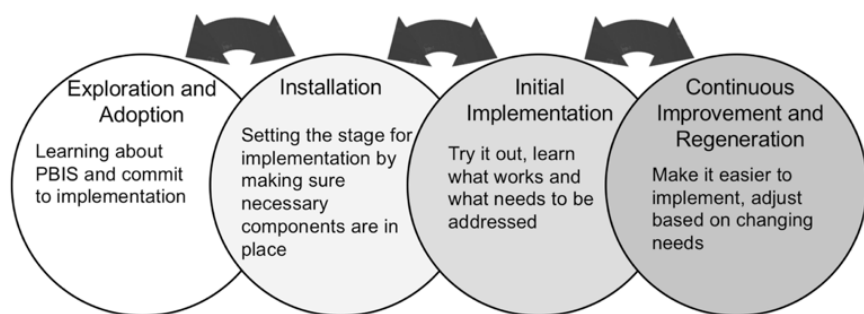 Exploration and
Adoption
Learning about
PBIS and commit
to implementation
Installation
Setting the stage for
implementation by
making sure
necessary
components are in
place
Initial
Implementation
Try it out, learn
what works and
what needs to be
addressed
Continuous
Improvement and
Regeneration
Make it easier to
implement, adjust
based on changing
needs